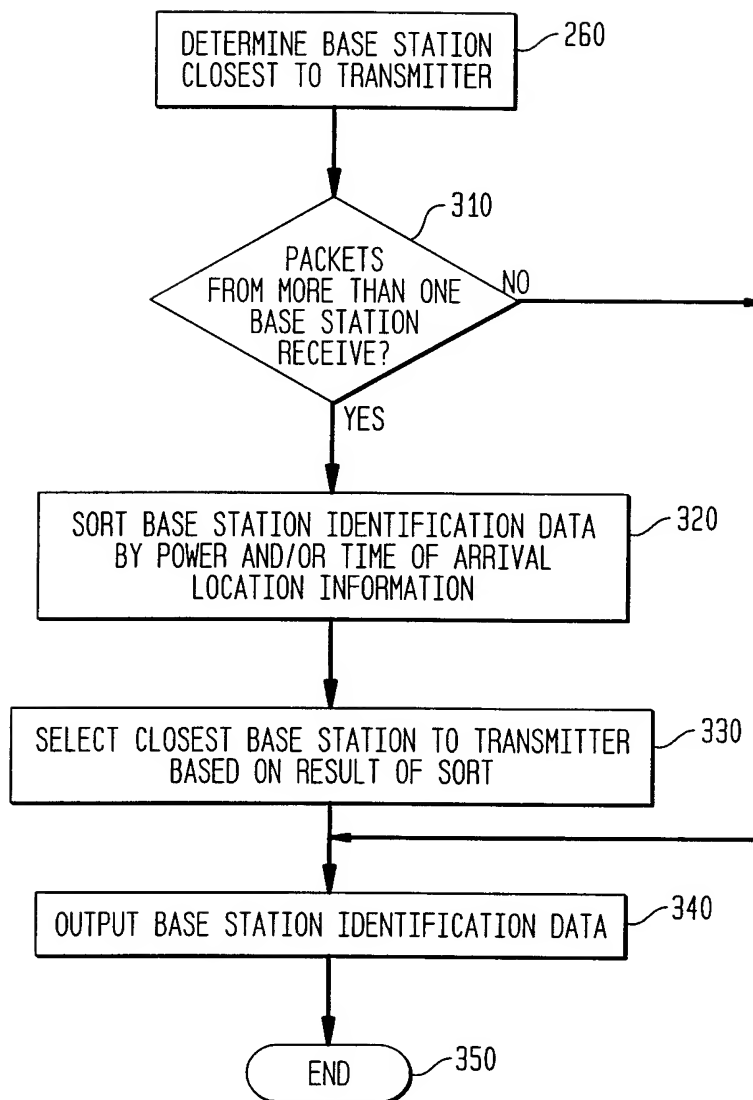 DETERMINE BASE STATION
CLOSEST TO TRANSMITTER
260
310
PACKETS
FROM MORE THAN ONE
BASE STATION
RECEIVE?
NO
YES
SORT BASE STATION IDENTIFICATION DATA
BY POWER AND/OR TIME OF ARRIVAL
LOCATION INFORMATION
320
SELECT CLOSEST BASE STATION TO TRANSMITTER
BASED ON RESULT OF SORT
330
OUTPUT BASE STATION IDENTIFICATION DATA
340
END
350